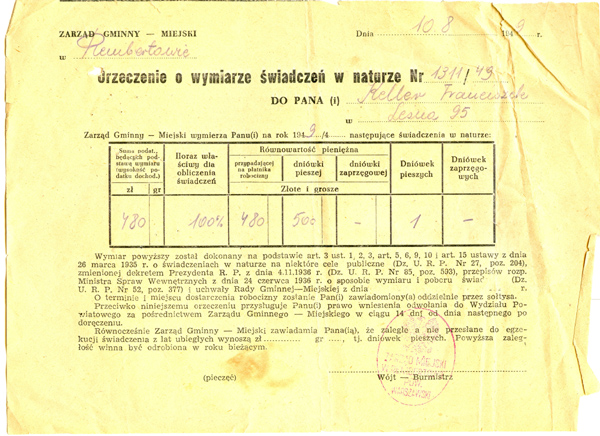 ZARZĄD GMINNY — MIEJSKI
Dnia 10 8 1949 r.
w Rembertowie
Orzeczenie o wymiarze świadczeń w naturze Nr 1311/49
DO PANA (i) Keller Franciszek
w Leśna 95
Zarząd Gminny — Miejski wymierza Panu(i) na rok 1949/4 następujące świadczenia w naturze:
Suma podat., będących podstawą wymiaru (wysokość podatku dochod.)
Iloraz właściwy dla obliczenia świadczeń
Równowartość pieniężna
przypadającej na płatnika robocizny
dniówki pieszej
dniówki zaprzęgowej
Dniówek pieszych
Dniówek zaprzęgowych
zł gr
Złote i grosze
480 100% 480 50 — 1 —
Wymiar powyższy został dokonany na podstawie art. 3 ust. 1, 2, 3, art. 5, 6, 9, 10 i art. 15 ustawy z dnia
26 marca 1935 r. o świadczeniach w naturze na niektóre cele publiczne (Dz. U. R. P. Nr 27, poz. 204),
zmienionej dekretem Prezydenta R. P. z dnia 4.11.1936 r. (Dz. U. R. P. Nr 85, poz. 593), przepisów rozp.
Ministra Spraw Wewnętrznych z dnia 24 czerwca 1936 r. o sposobie wymiaru i poboru świać (Dz.
U. R. P. Nr 52, poz. 377) i uchwały Rady Gminnej—Miejskiej z dnia r.
O terminie i miejscu dostarczenia robocizny zostanie Pan(i) zawiadomiony(a) oddzielnie przez sołtysa.
Przeciwko niniejszemu orzeczeniu przysługuje Panu(i) prawo wniesienia odwołania do Wydziału Powiatowego
za pośrednictwem Zarządu Gminnego - Miejskiego w ciągu 14 dni od dnia następnego po
doręczeniu.
Równocześnie Zarząd Gminny — Miejski zawiadamia Pana(ią), że zaległe a nie przesłane do egzekucji
świadczenia z lat ubiegłych wynoszą zł gr , tj. dniówek pieszych. Powyższa zaległość
winna być odrobiona w roku bieżącym.
(pieczęć)
Wójt — Burmistrz